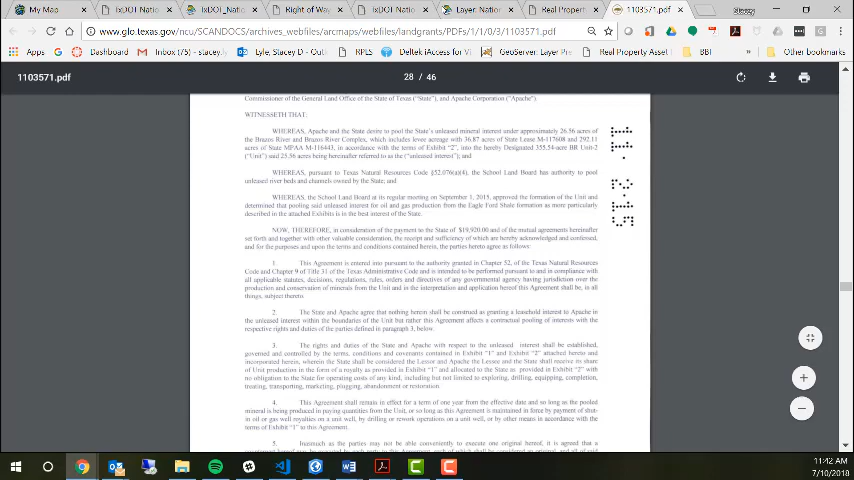 My Map
TxDOT Natio
TxDOT_Natio
Right of Way
TxDOT Natio
Layer: Nation
Real Property
1103571.pdf
Stacey
www.glo.texas.gov/ncu/SCANDOCS/archives_webfiles/arcmaps/webfiles/landgrants/PDFs/1/1/0/3/1103571.pdf
Apps
Dashboard
Inbox (75) - stacey.ly
Lyle, Stacey D - Outl
RPLS
Deltek iAccess for Vi
GeoServer: Layer Pre
Real Property Asset
BBI
Other bookmarks
1103571.pdf
28 / 46
Commissioner of the General Land Office of the State of Texas ("State"), and Apache Corporation ("Apache").
WITNESSETH THAT:
WHEREAS, Apache and the State desire to pool the State's unleased mineral interest under approximately 26.56 acres of
the Brazos River and Brazos River Complex, which includes levee acreage with 36.87 acres of State Lease M-117608 and 292.11
acres of State MFAA M-116443, in accordance with the terms of Exhibit "2", into the hereby Designated 355.54-acre BR Unit-2
("Unit") said 25.56 acres being hereinafter referred to as the "unleased interest"); and
WHEREAS, pursuant to Texas Natural Resources Code §52.076(a)(4), the School Land Board has authority to pool
unleased river beds and channels owned by the State; and
WHEREAS, the School Land Board at its regular meeting on September 1, 2015, approved the formation of the Unit and
determined that pooling said unleased interest for oil and gas production from the Eagle Ford Shale formation as more particularly
described in the attached Exhibits is in the best interest of the State.
NOW, THEREFORE, in consideration of the payment to the State of $19,920.00 and of the mutual agreements hereinafter
set forth and together with other valuable consideration, the receipt and sufficiency of which are hereby acknowledged and confessed,
and for the purposes and upon the terms and conditions contained herein, the parties hereto agree as follows:
1 This Agreement is entered into pursuant to the authority granted in Chapter 52, of the Texas Natural Resources
Code and Chapter 9 of Title 31 of the Texas Administrative Code and is intended to be performed pursuant to and in compliance with
all applicable statutes, decisions, regulations, rules, orders and directives of any governmental agency having jurisdiction over the
production and conservation of minerals from the Unit and in the interpretation and application hereof this Agreement shall be, in all
things, subject thereto.
2. The State and Apache agree that nothing herein shall be construed as granting a leasehold interest to Apache in
the unleased interest within the boundaries of the Unit but rather this Agreement affects a contractual pooling of interests with the
respective rights and duties of the parties defined in paragraph 3, below.
3. The rights and duties of the State and Apache with respect to the unleased interest shall be established,
governed and controlled by the terms, conditions and covenants contained in Exhibit "1" and Exhibit "2" attached hereto and
incorporated herein, wherein the State shall be considered the Lessor and Apache the Lessee and the State shall reserve its share
of Unit production in the form of a royalty as provided in Exhibit "1" and allocated to the State as provided in Exhibit "2" with
no obligation to the State for operating costs of any kind, including but not limited to exploring, drilling, equipping, completion,
treating, transporting, marketing, plugging, abandonment or restoration.
4. This Agreement shall remain in effect for a term of one year from the effective date and so long as the pooled
mineral is being produced in paying quantities from the Unit, or so long as this Agreement is maintained in force by payment of shut-
in oil or gas well royalties on a unit well, by drilling or rework operations on a unit well, or by other means in accordance with the
terms of Exhibit "1" to this Agreement.
5. Inasmuch as the parties may not be able conveniently to execute one original hereof, it is agreed that a
11:42 AM
7/10/2018